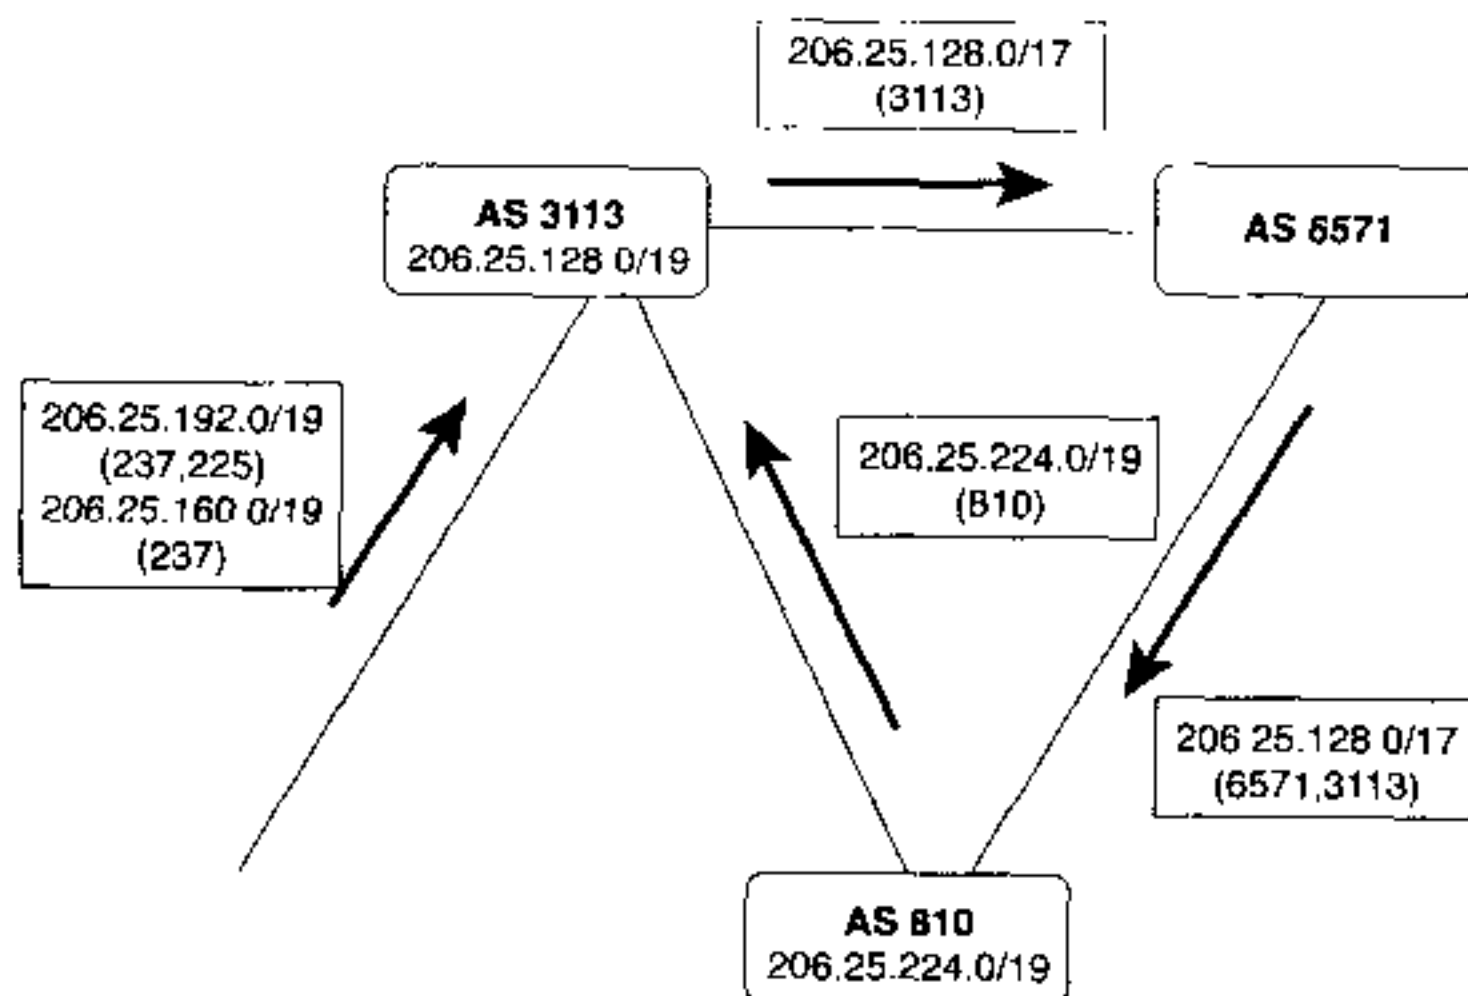 206.25.128.0/17
(3113)
AS 3113
206.25.128 0/19
AS 6571
206.25.192.0/19
(237,225)
206.25.160 0/19
(237)
206.25.224.0/19
(810)
206 25.128 0/17
(6571,3113)
AS 810
206.25.224.0/19